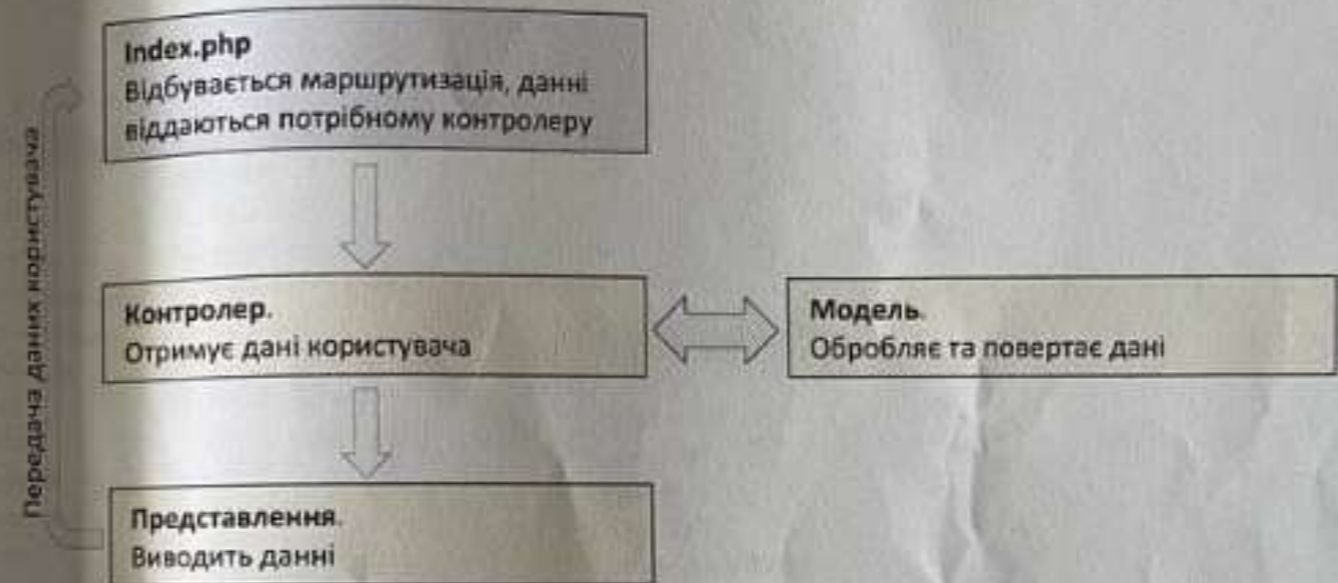 Index.php
Відбувається маршрутизація, данні
віддаються потрібному контролеру
Передача даних користувача
Контролер.
Отримує дані користувача
Модель.
Обробляє та повертає дані
Представлення.
Виводить данні